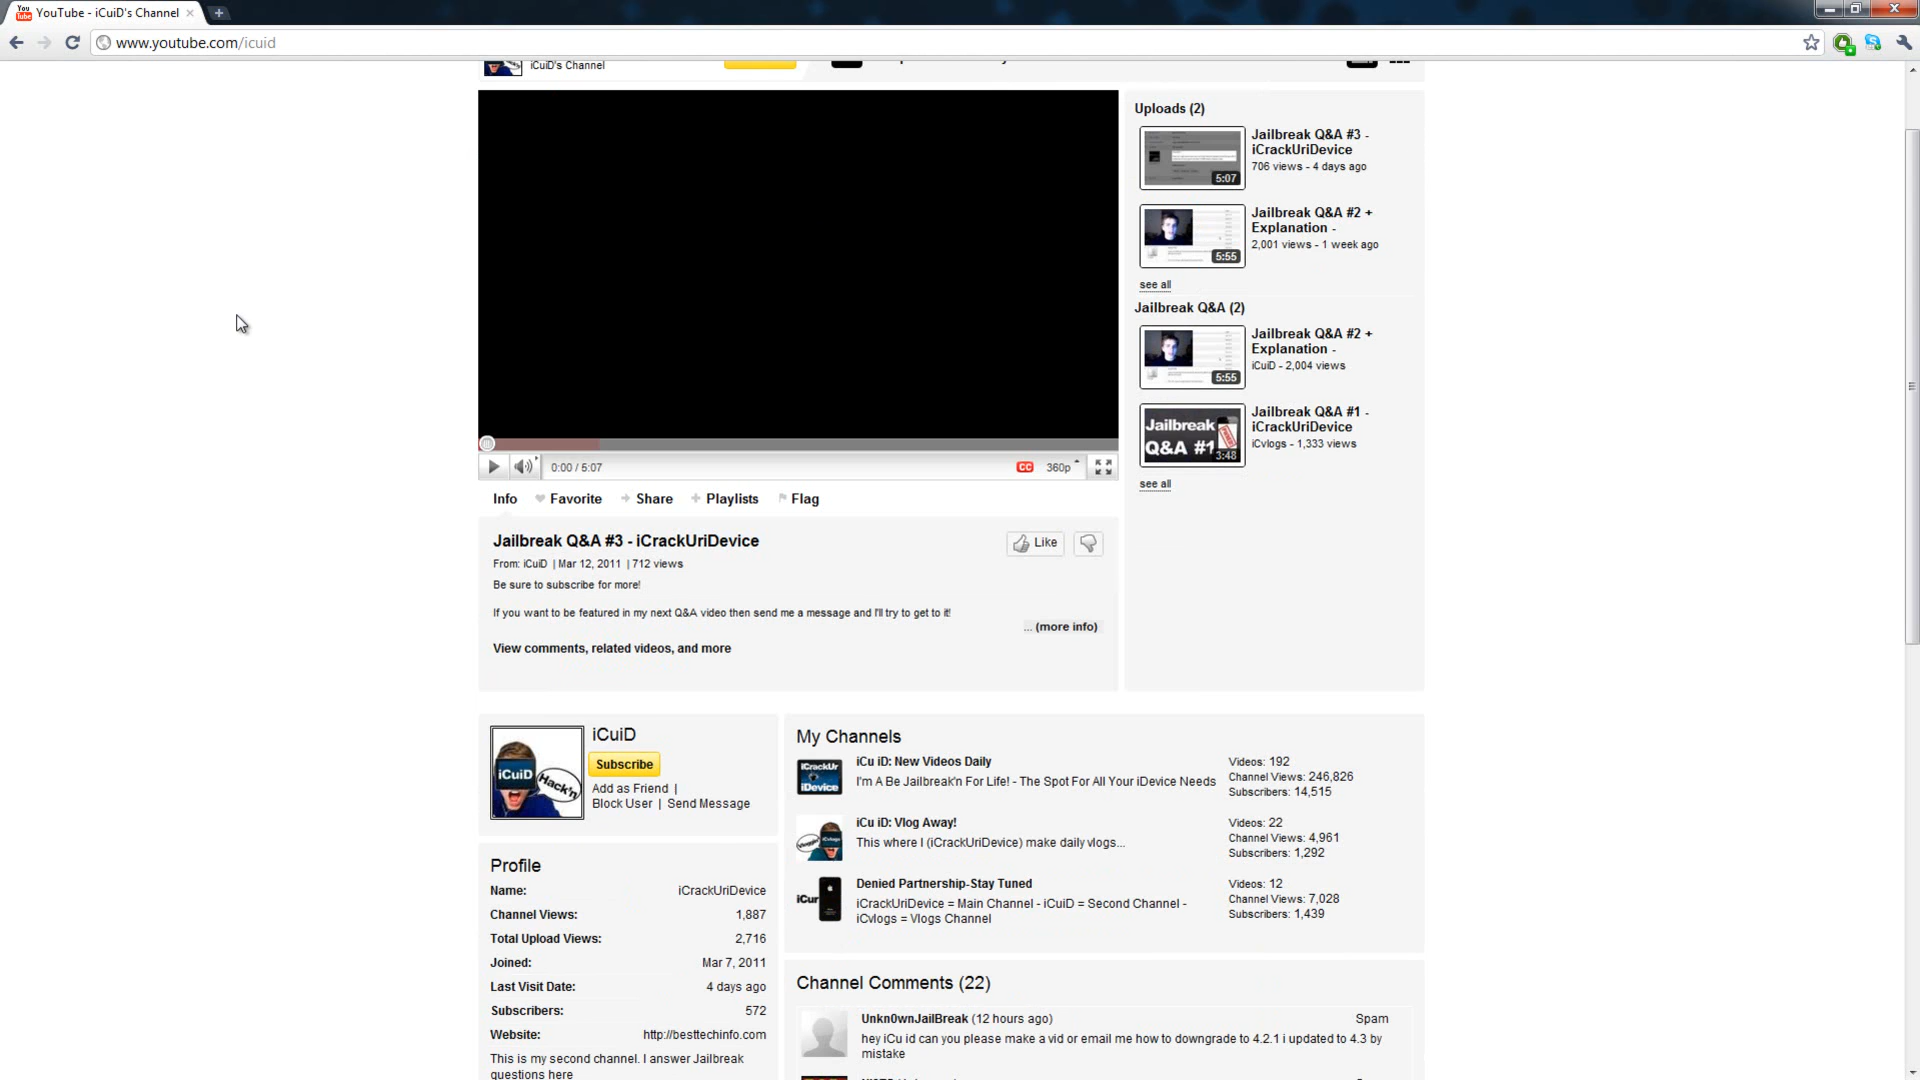 YouTube - iCuiD's Channel
www.youtube.com/icuid
iCuiD's Channel
Uploads (2)
Jailbreak Q&A #3 -
iCrackUriDevice
706 views - 4 days ago
5:07
Jailbreak Q&A #2 +
Explanation -
2,001 views - 1 week ago
5:55
see all
Jailbreak Q&A (2)
Jailbreak Q&A #2 +
Explanation -
iCuiD - 2,004 views
5:55
Jailbreak Q&A #1 -
iCrackUriDevice
iCvlogs - 1,333 views
Jailbreak
Q&A #1
3:48
see all
0:00 / 5:07
CC
360p
Info
Favorite
Share
Playlists
Flag
Jailbreak Q&A #3 - iCrackUriDevice
Like
From: iCuiD | Mar 12, 2011 | 712 views
Be sure to subscribe for more!
If you want to be featured in my next Q&A video then send me a message and I'll try to get to it!
... (more info)
View comments, related videos, and more
iCuiD
Hack'n
iCuiD
Subscribe
Add as Friend |
Block User | Send Message
Profile
Name: iCrackUriDevice
Channel Views: 1,887
Total Upload Views: 2,716
Joined: Mar 7, 2011
Last Visit Date: 4 days ago
Subscribers: 572
Website: http://besttechinfo.com
This is my second channel. I answer Jailbreak
questions here
My Channels
iCrackUr
iDevice
iCu iD: New Videos Daily
I'm A Be Jailbreak'n For Life! - The Spot For All Your iDevice Needs
Videos: 192
Channel Views: 246,826
Subscribers: 14,515
iCu iD: Vlog Away!
This where I (iCrackUriDevice) make daily vlogs...
Videos: 22
Channel Views: 4,961
Subscribers: 1,292
iCur
Denied Partnership-Stay Tuned
iCrackUriDevice = Main Channel - iCuiD = Second Channel -
iCvlogs = Vlogs Channel
Videos: 12
Channel Views: 7,028
Subscribers: 1,439
Channel Comments (22)
Unkn0wnJailBreak (12 hours ago)
Spam
hey iCu id can you please make a vid or email me how to downgrade to 4.2.1 i updated to 4.3 by
mistake